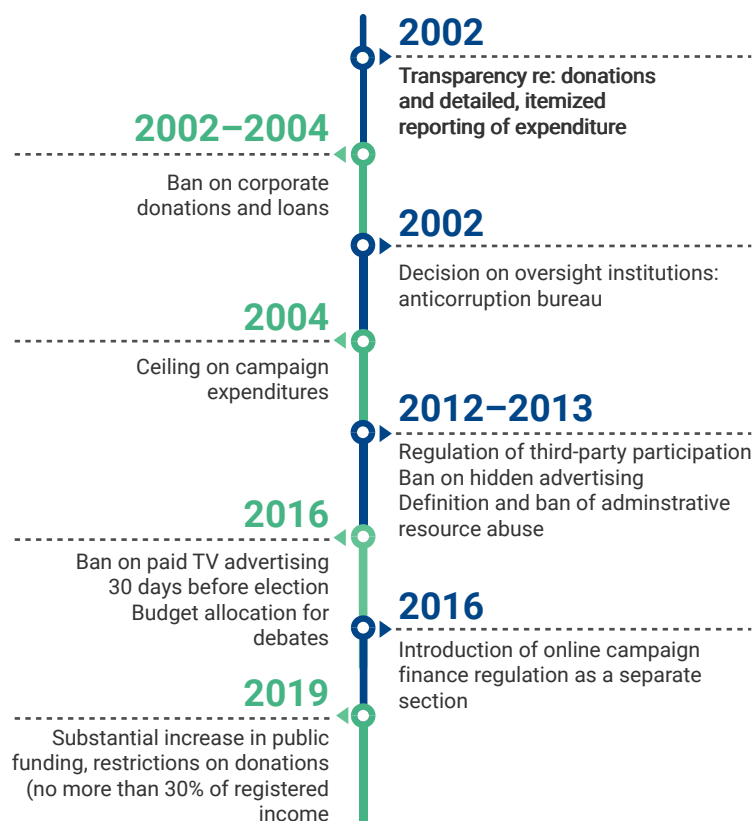 2002
Transparency re: donations
and detailed, itemized
reporting of expenditure
2002–2004
Ban on corporate
donations and loans
2002
Decision on oversight institutions:
anticorruption bureau
2004
Ceiling on campaign
expenditures
2012–2013
Regulation of third-party participation
Ban on hidden advertising
Definition and ban of adminstrative
resource abuse
2016
Ban on paid TV advertising
30 days before election
Budget allocation for
debates
2016
Introduction of online campaign
finance regulation as a separate
section
2019
Substantial increase in public
funding, restrictions on donations
(no more than 30% of registered
income